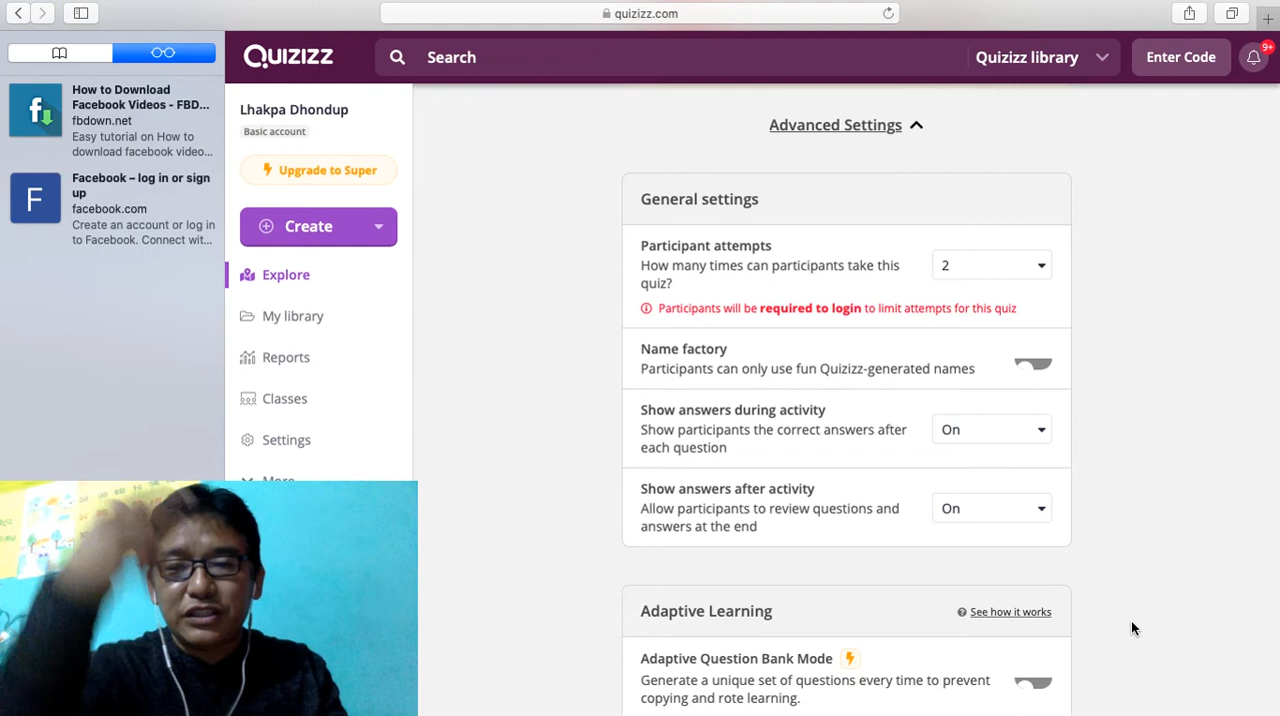 quizizz.com
How to Download
Facebook Videos - FBD...
fbdown.net
Easy tutorial on How to
download facebook video...
F
Facebook – log in or sign
up
facebook.com
Create an account or log in
to Facebook. Connect wit...
Quizizz
Search
Quizizz library
Enter Code
9+
Lhakpa Dhondup
Basic account
Upgrade to Super
Create
Explore
My library
Reports
Classes
Settings
More
Advanced Settings
General settings
Participant attempts
How many times can participants take this
quiz?
2
Participants will be required to login to limit attempts for this quiz
Name factory
Participants can only use fun Quizizz-generated names
Show answers during activity
Show participants the correct answers after
each question
On
Show answers after activity
Allow participants to review questions and
answers at the end
On
Adaptive Learning
See how it works
Adaptive Question Bank Mode
Generate a unique set of questions every time to prevent
copying and rote learning.